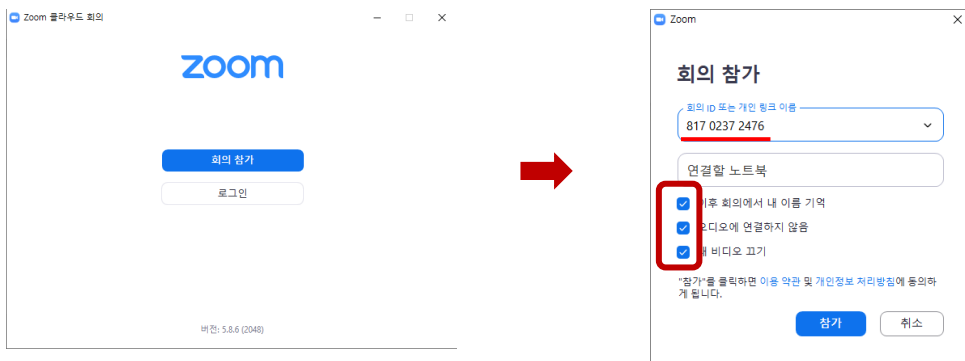 Zoom 클라우드 회의
zoom
회의 참가
로그인
버전: 5.8.6 (2048)
Zoom
회의 참가
회의 ID 또는 개인 링크 이름
817 0237 2476
연결할 노트북
이후 회의에서 내 이름 기억
오디오에 연결하지 않음
내 비디오 끄기
"참가"를 클릭하면 이용 약관 및 개인정보 처리방침에 동의하
게 됩니다.
참가 취소